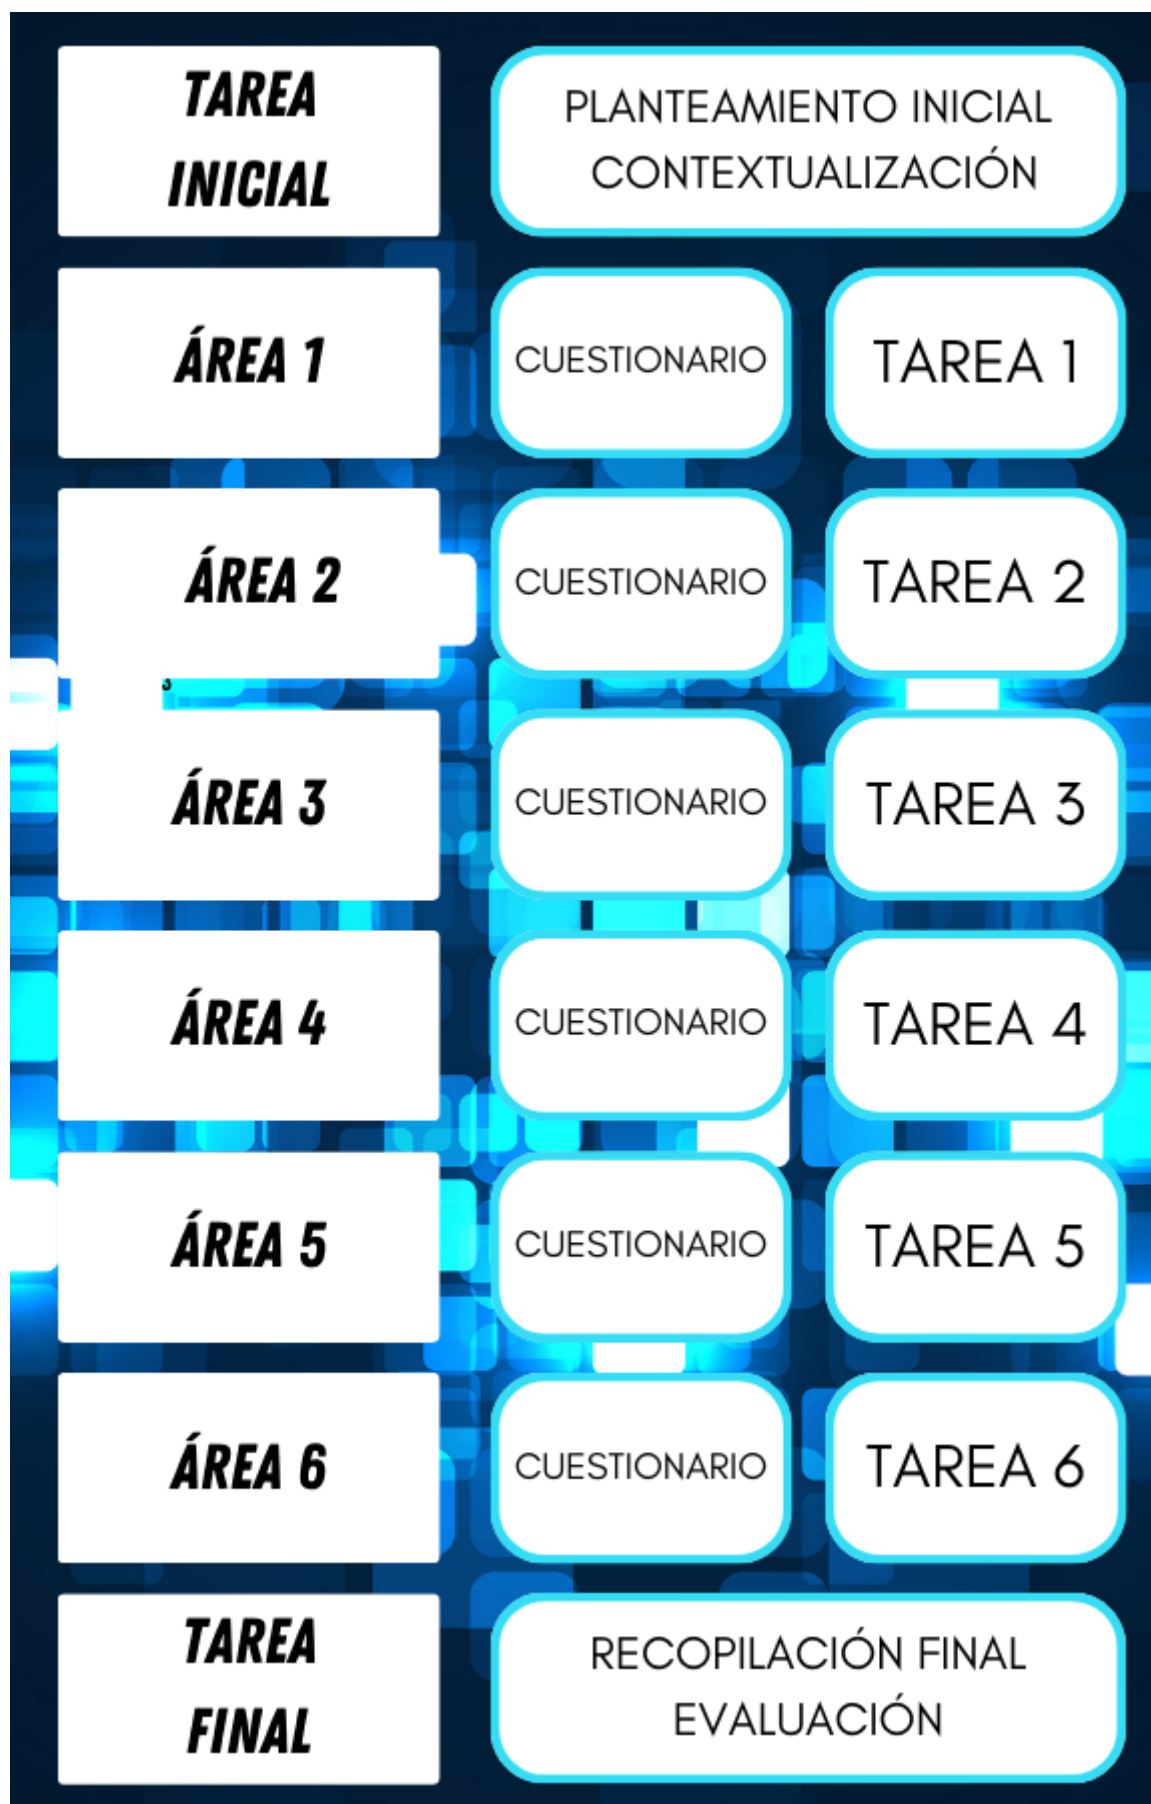 TAREA
INICIAL
PLANTEAMIENTO INICIAL
CONTEXTUALIZACIÓN
ÁREA 1
CUESTIONARIO
TAREA 1
ÁREA 2
CUESTIONARIO
TAREA 2
3
ÁREA 3
CUESTIONARIO
TAREA 3
ÁREA 4
CUESTIONARIO
TAREA 4
ÁREA 5
CUESTIONARIO
TAREA 5
ÁREA 6
CUESTIONARIO
TAREA 6
TAREA
FINAL
RECOPILACIÓN FINAL
EVALUACIÓN